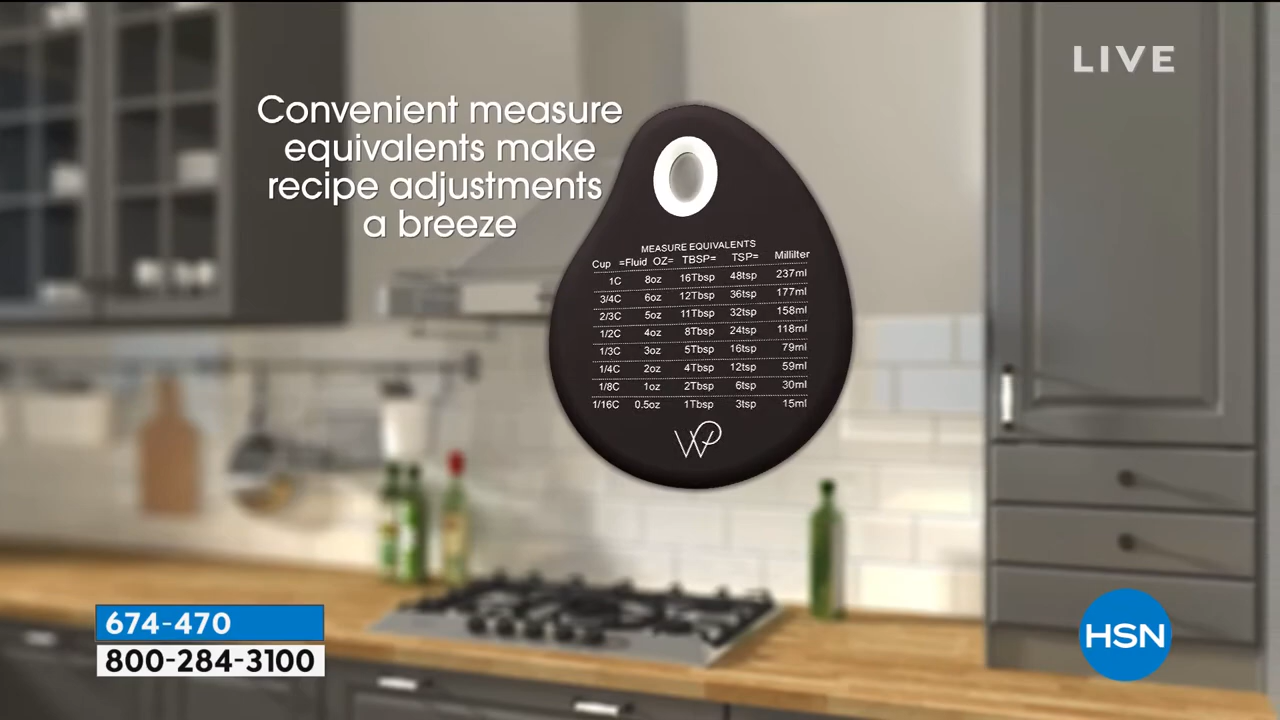 LIVE
Convenient measure
equivalents make
recipe adjustments
a breeze
MEASURE EQUIVALENTS
Cup =Fluid OZ= TBSP= TSP= Millilter
1C 8oz 16Tbsp 48tsp 237ml
3/4C 6oz 12Tbsp 36tsp 177ml
2/3C 5oz 11Tbsp 32tsp 158ml
1/2C 4oz 8Tbsp 24tsp 118ml
1/3C 3oz 5Tbsp 16tsp 79ml
1/4C 2oz 4Tbsp 12tsp 59ml
1/8C 1oz 2Tbsp 6tsp 30ml
1/16C 0.5oz 1Tbsp 3tsp 15ml
WP
674-470
800-284-3100
HSN